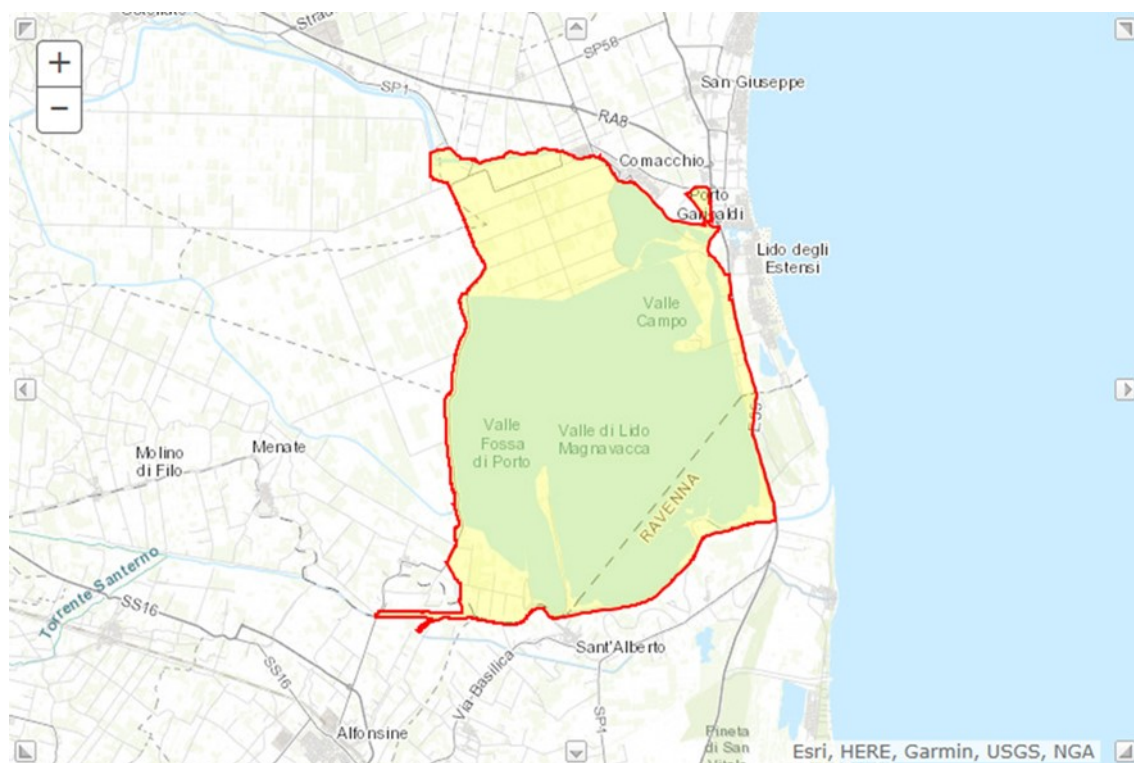 SP58
San Giuseppe
+
−
SP1
RA8
Comacchio
Porto
Garibaldi
Lido degli
Estensi
Valle
Campo
E55
Valle
Fossa
di Porto
Valle di Lido
Magnavacca
Molino
di Filo
Menate
RAVENNA
Torrente Santerno
SS16
Sant'Alberto
Via-Basilica
SS16
SP1
Alfonsine
Pineta
di San
Esri, HERE, Garmin, USGS, NGA